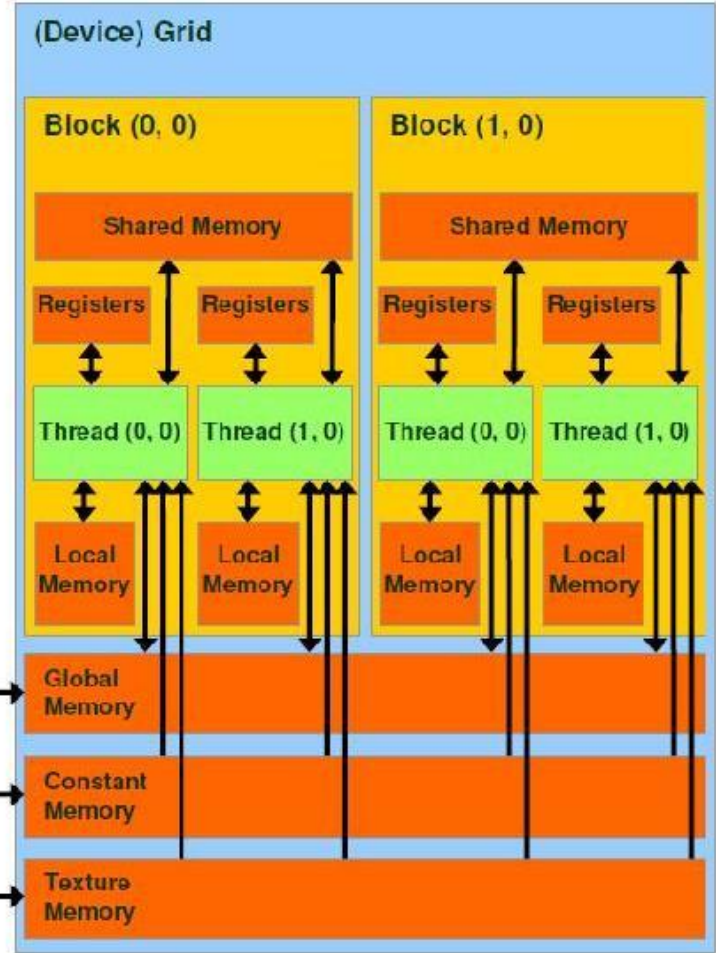 (Device) Grid
Block (0, 0)
Block (1, 0)
Shared Memory
Shared Memory
Registers
Registers
Registers
Registers
Thread (0, 0)
Thread (1, 0)
Thread (0, 0)
Thread (1, 0)
Local
Memory
Local
Memory
Local
Memory
Local
Memory
Global
Memory
Constant
Memory
Texture
Memory